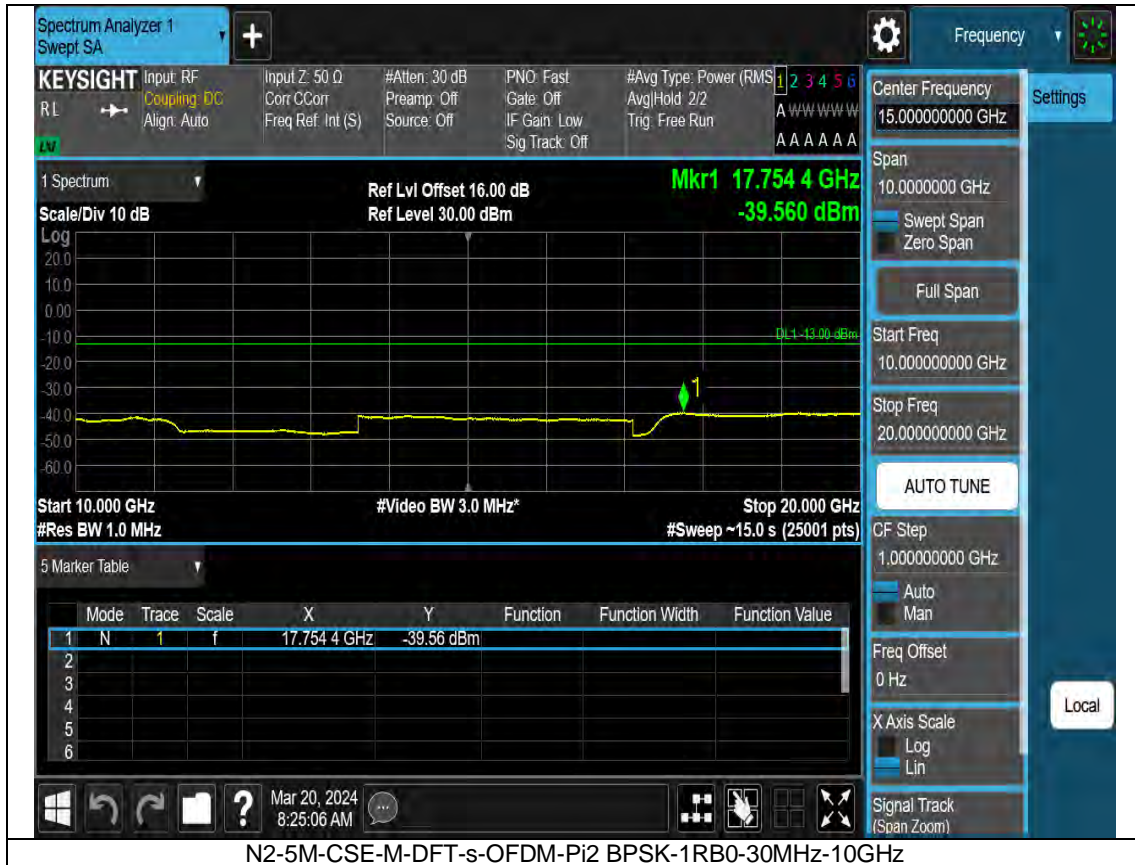 Spectrum Analyzer 1
Swept SA
+
Frequency
KEYSIGHT
RL
LXI
Input: RF
Coupling: DC
Align: Auto
Input Z: 50 Ω
Corr CCorr
Freq Ref: Int (S)
#Atten: 30 dB
Preamp: Off
Source: Off
PNO: Fast
Gate: Off
IF Gain: Low
Sig Track: Off
#Avg Type: Power (RMS
Avg|Hold: 2/2
Trig: Free Run
1 2 3 4 5 6
A W W W W W
A A A A A A
1 Spectrum
Scale/Div 10 dB
Ref Lvl Offset 16.00 dB
Ref Level 30.00 dBm
Mkr1 17.754 4 GHz
-39.560 dBm
Log
20.0
10.0
0.00
-10.0
-20.0
-30.0
-40.0
-50.0
-60.0
DL1 -13.00 dBm
1
Start 10.000 GHz
#Res BW 1.0 MHz
#Video BW 3.0 MHz*
Stop 20.000 GHz
#Sweep ~15.0 s (25001 pts)
5 Marker Table
Mode Trace Scale X Y Function Function Width Function Value
1 N 1 f 17.754 4 GHz -39.56 dBm
2
3
4
5
6
Center Frequency
15.000000000 GHz
Settings
Span
10.0000000 GHz
Swept Span
Zero Span
Full Span
Start Freq
10.000000000 GHz
Stop Freq
20.000000000 GHz
AUTO TUNE
CF Step
1.000000000 GHz
Auto
Man
Freq Offset
0 Hz
Local
X Axis Scale
Log
Lin
Signal Track
(Span Zoom)
?
Mar 20, 2024
8:25:06 AM
N2-5M-CSE-M-DFT-s-OFDM-Pi2 BPSK-1RB0-30MHz-10GHz